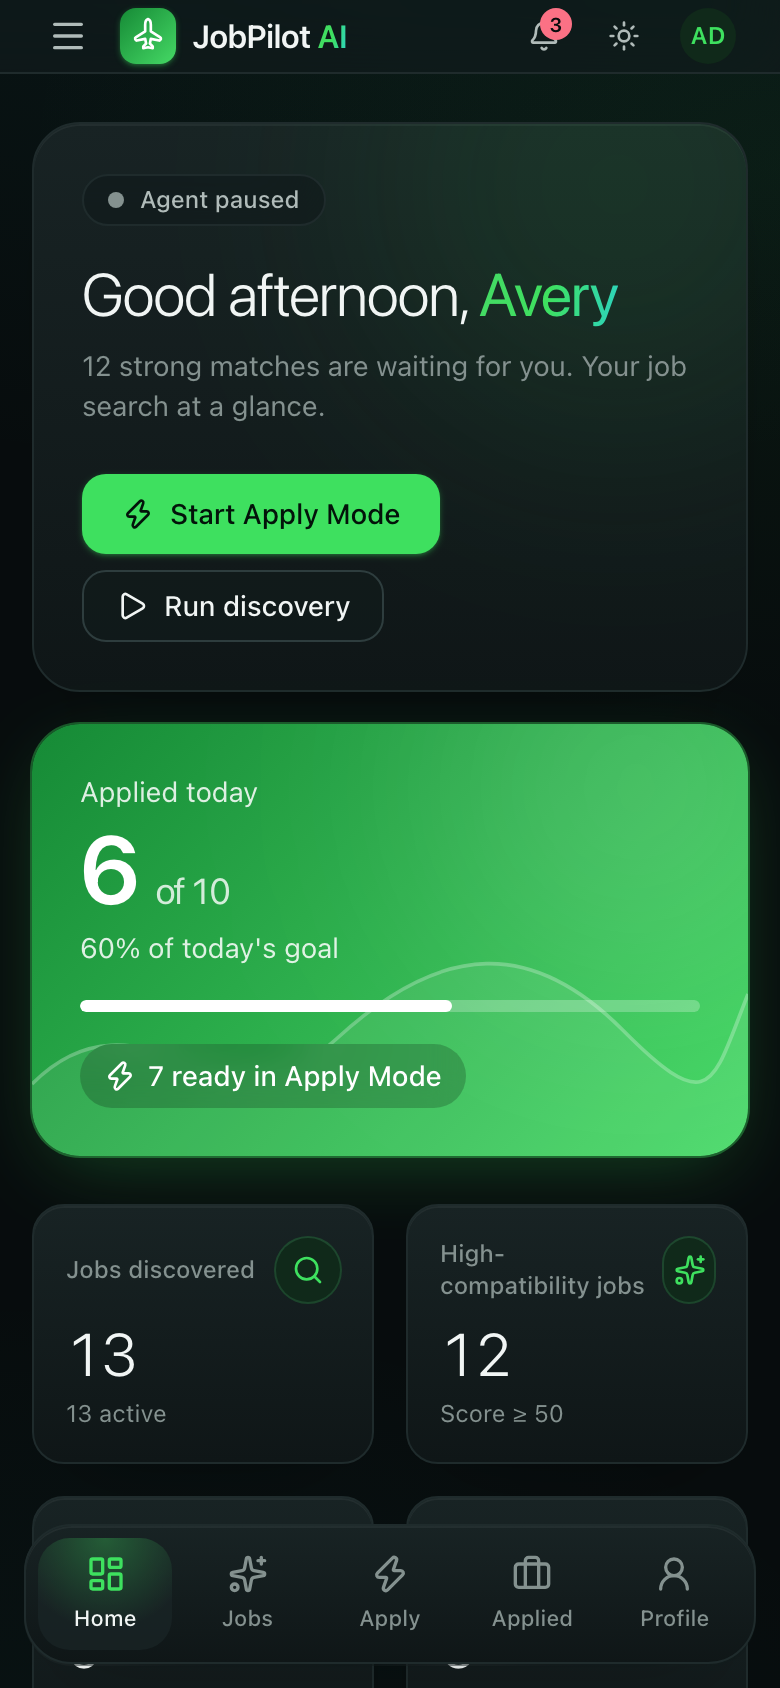 JobPilot AI
3
AD
Agent paused
Good afternoon, Avery
12 strong matches are waiting for you. Your job
search at a glance.
Start Apply Mode
Run discovery
Applied today
6 of 10
60% of today's goal
7 ready in Apply Mode
Jobs discovered
13
13 active
High-
compatibility jobs
12
Score ≥ 50
Home
Jobs
Apply
Applied
Profile